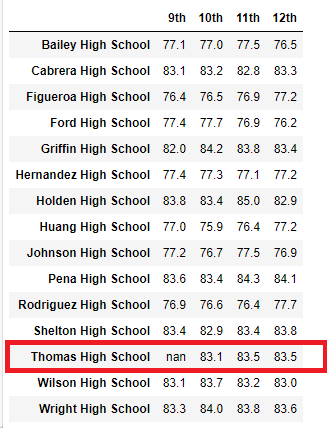 9th 10th 11th 12th
Bailey High School 77.1 77.0 77.5 76.5
Cabrera High School 83.1 83.2 82.8 83.3
Figueroa High School 76.4 76.5 76.9 77.2
Ford High School 77.4 77.7 76.9 76.2
Griffin High School 82.0 84.2 83.8 83.4
Hernandez High School 77.4 77.3 77.1 77.2
Holden High School 83.8 83.4 85.0 82.9
Huang High School 77.0 75.9 76.4 77.2
Johnson High School 77.2 76.7 77.5 76.9
Pena High School 83.6 83.4 84.3 84.1
Rodriguez High School 76.9 76.6 76.4 77.7
Shelton High School 83.4 82.9 83.4 83.8
Thomas High School nan 83.1 83.5 83.5
Wilson High School 83.1 83.7 83.2 83.0
Wright High School 83.3 84.0 83.8 83.6